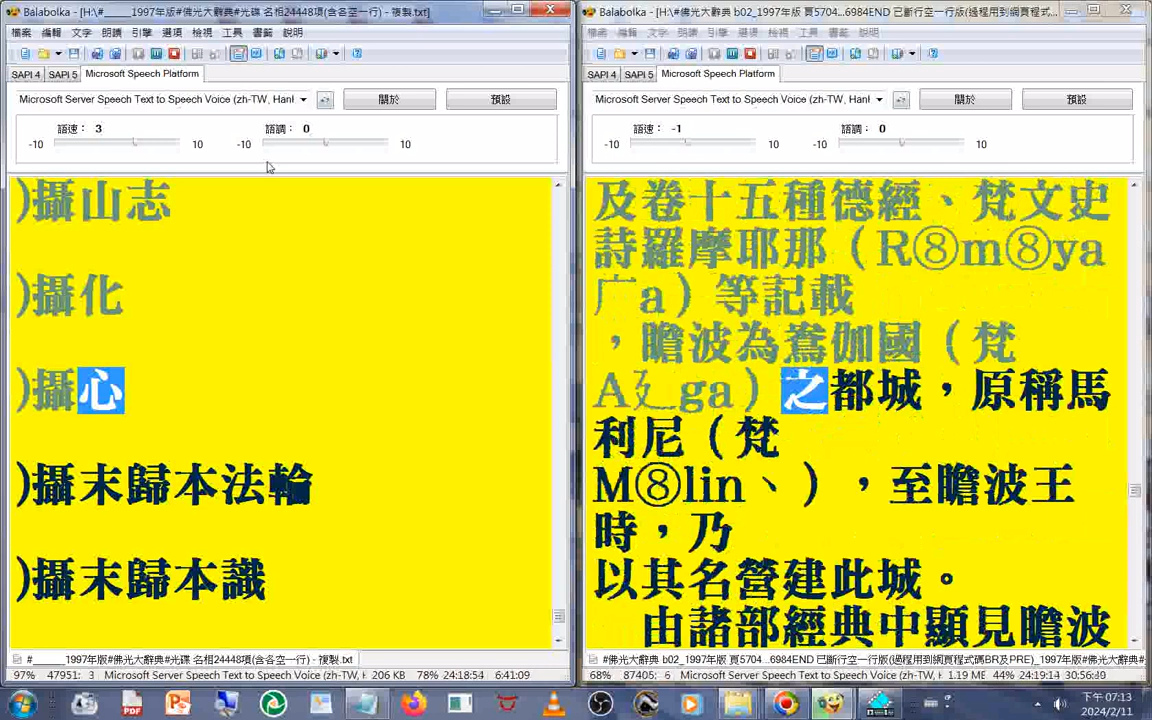 Balabolka - [H:\#_____1997年版#佛光大辭典#光碟 名相24448項(含各空一行) - 複製.txt]
檔案 編輯 文字 朗讀 引擎 選項 檢視 工具 書籤 說明
SAPI 4 SAPI 5 Microsoft Speech Platform
Microsoft Server Speech Text to Speech Voice (zh-TW, Hanl
關於
預設
語速： 3
語調： 0
-10 10 -10 10
)攝山志
)攝化
)攝心
)攝末歸本法輪
)攝末歸本識
#_____1997年版#佛光大辭典#光碟 名相24448項(含各空一行) - 複製.txt
97% 47951: 3 Microsoft Server Speech Text to Speech Voice (zh-TW, H 206 KB 78% 24:18:54 6:41:09
Balabolka - [H:\#佛光大辭典 b02_1997年版 頁5704...6984END 已斷行空一行版(過程用到網頁程式...
檔案 編輯 文字 朗讀 引擎 選項 檢視 工具 書籤 說明
SAPI 4 SAPI 5 Microsoft Speech Platform
Microsoft Server Speech Text to Speech Voice (zh-TW, Hanl
關於
預設
語速： -1
語調： 0
-10 10 -10 10
及卷十五種德經、梵文史
詩羅摩耶那（R⑧m⑧ya
广a）等記載
，瞻波為鴦伽國（梵
A廴ga）之都城，原稱馬
利尼（梵
M⑧lin、），至瞻波王
時，乃
以其名營建此城。
由諸部經典中顯見瞻波
#佛光大辭典 b02_1997年版 頁5704...6984END 已斷行空一行版(過程用到網頁程式碼BR及PRE)_1997年版#佛光大辭典#
68% 87405: 6 Microsoft Server Speech Text to Speech Voice (zh-TW, H 1.19 ME 44% 24:19:14 30:56:49
下午 07:13
2024/2/11